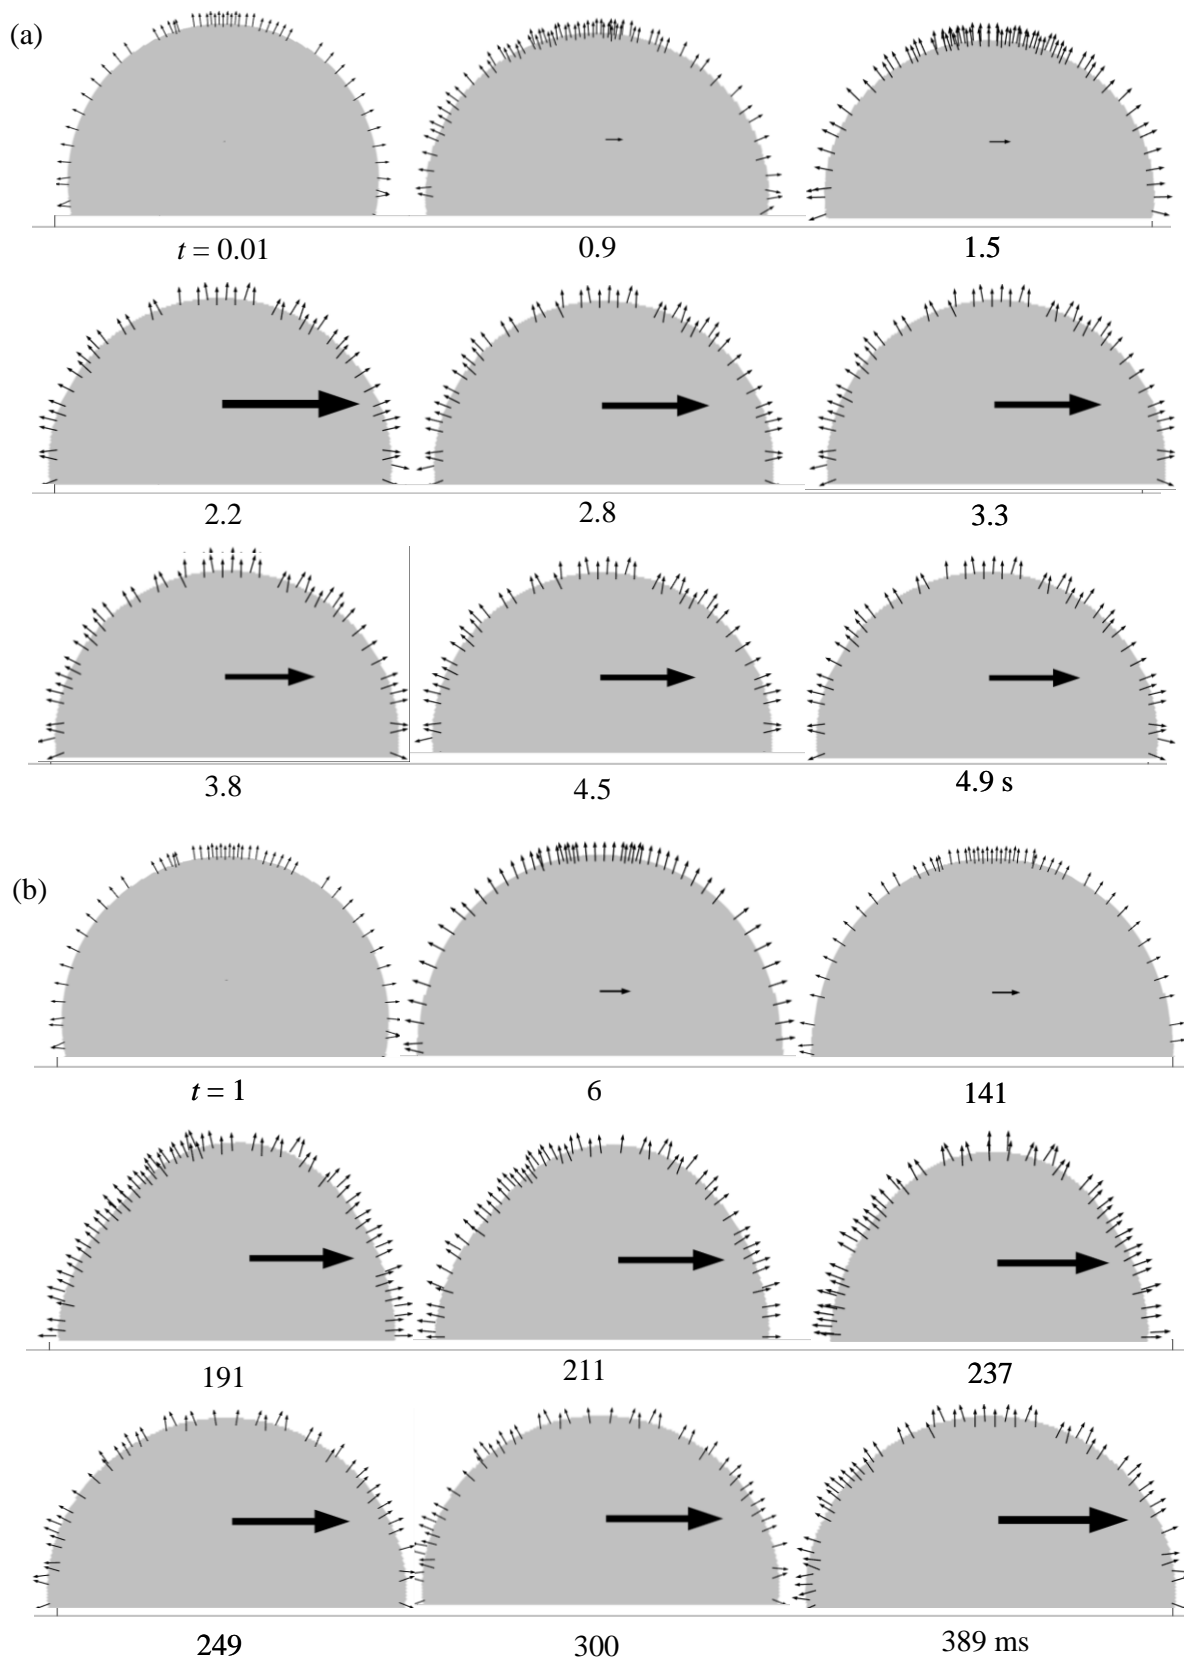 (a)
t = 0.01 0.9 1.5
2.2 2.8 3.3
3.8 4.5 4.9 s
(b)
t = 1 6 141
191 211 237
249 300 389 ms